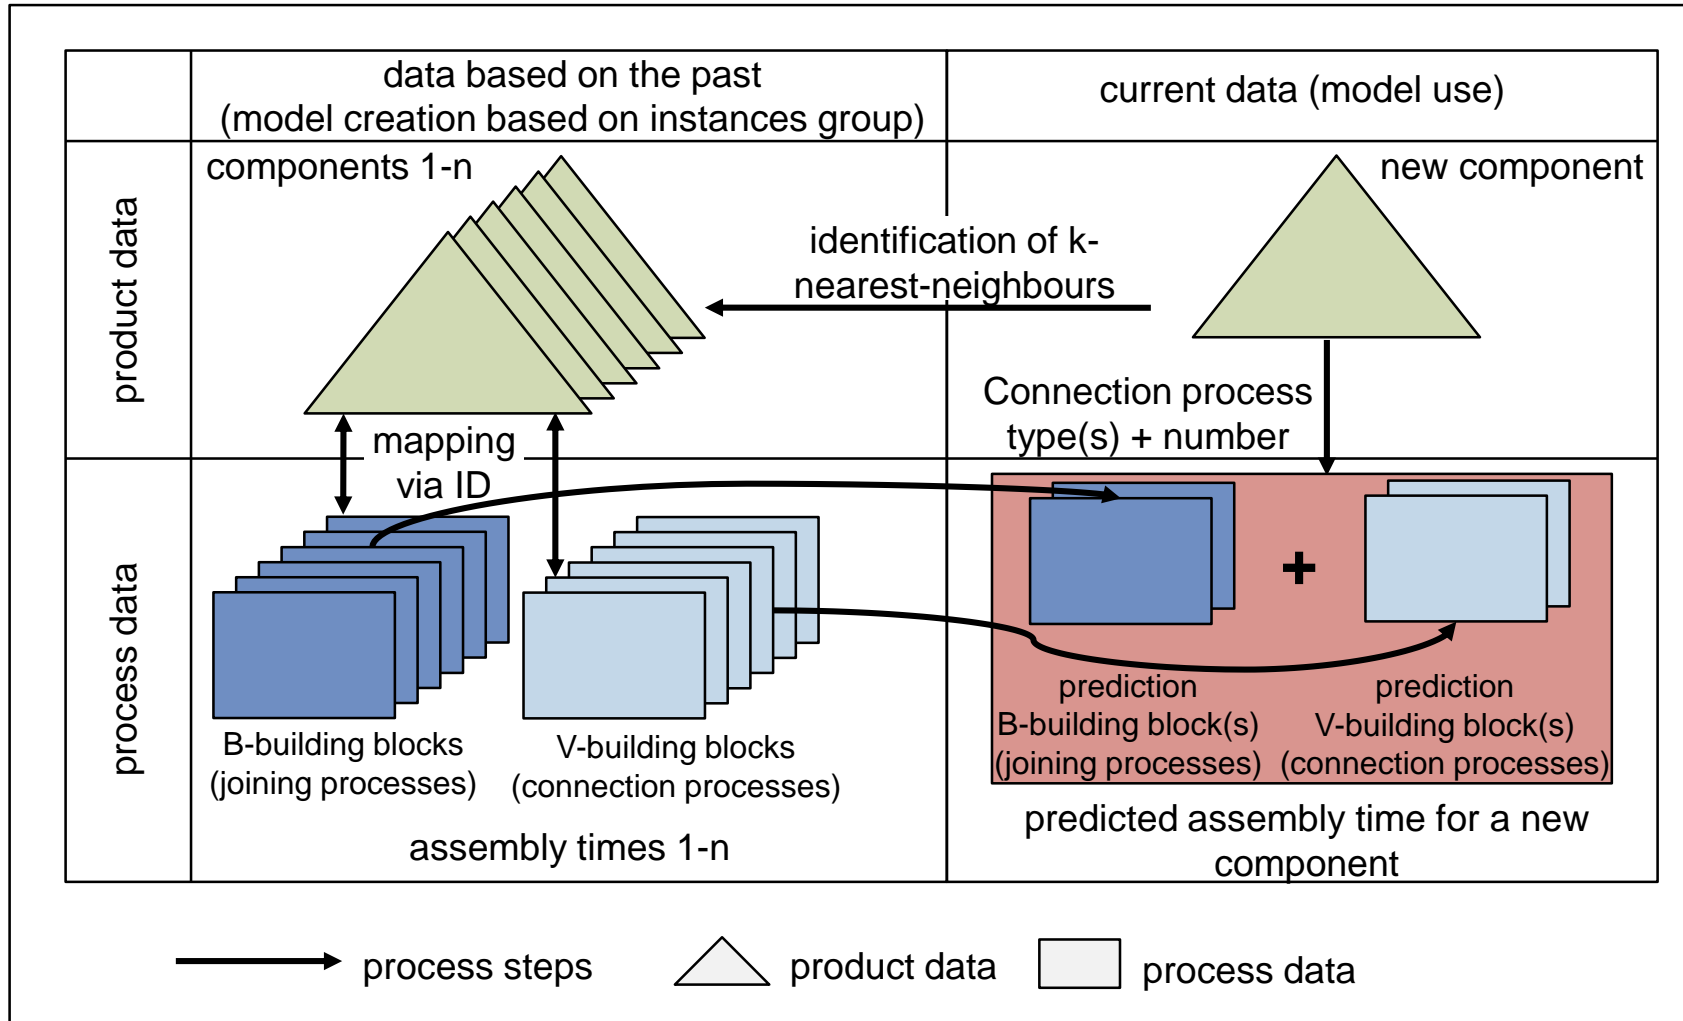 data based on the past
(model creation based on instances group)
current data (model use)
product data
components 1-n
new component
identification of k-
nearest-neighbours
Connection process
type(s) + number
mapping
via ID
process data
B-building blocks
(joining processes)
V-building blocks
(connection processes)
assembly times 1-n
+
prediction
B-building block(s)
(joining processes)
prediction
V-building block(s)
(connection processes)
predicted assembly time for a new
component
process steps
product data
process data